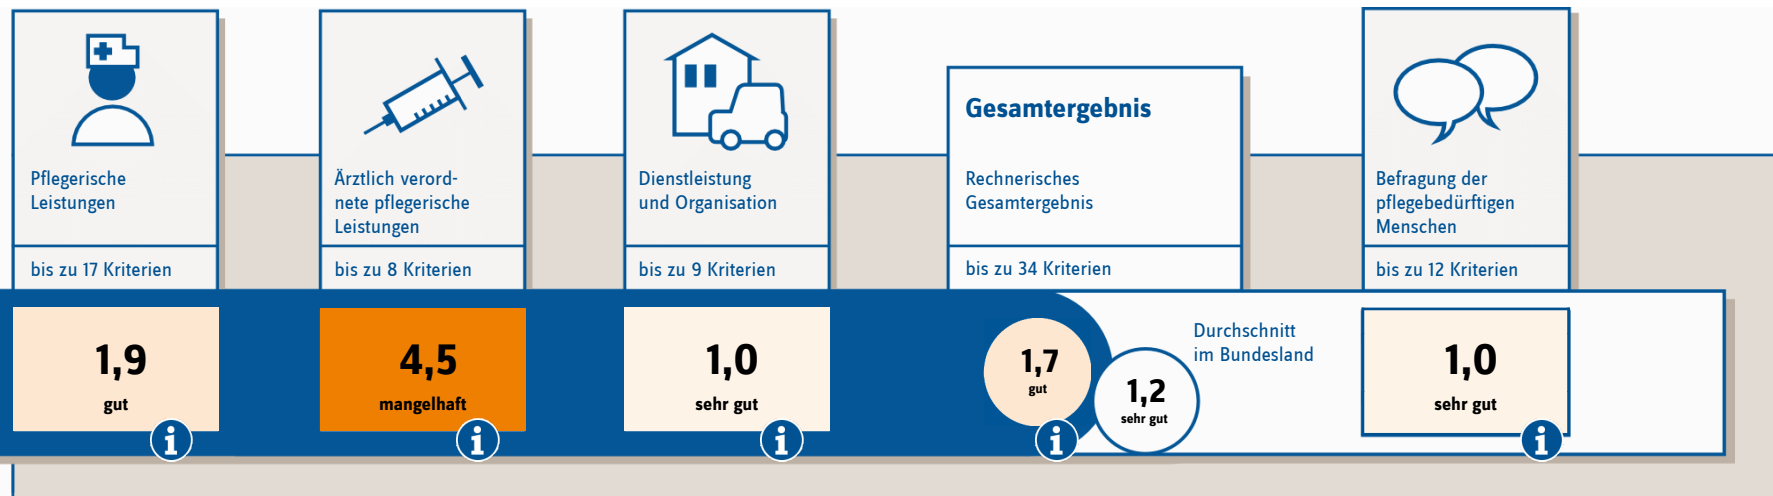 Pflegerische
Leistungen
bis zu 17 Kriterien
1,9
gut
i
Ärztlich verord-
nete pflegerische
Leistungen
bis zu 8 Kriterien
4,5
mangelhaft
i
Dienstleistung
und Organisation
bis zu 9 Kriterien
1,0
sehr gut
i
Gesamtergebnis
Rechnerisches
Gesamtergebnis
bis zu 34 Kriterien
1,7
gut
i
1,2
sehr gut
Durchschnitt
im Bundesland
Befragung der
pflegebedürftigen
Menschen
bis zu 12 Kriterien
1,0
sehr gut
i